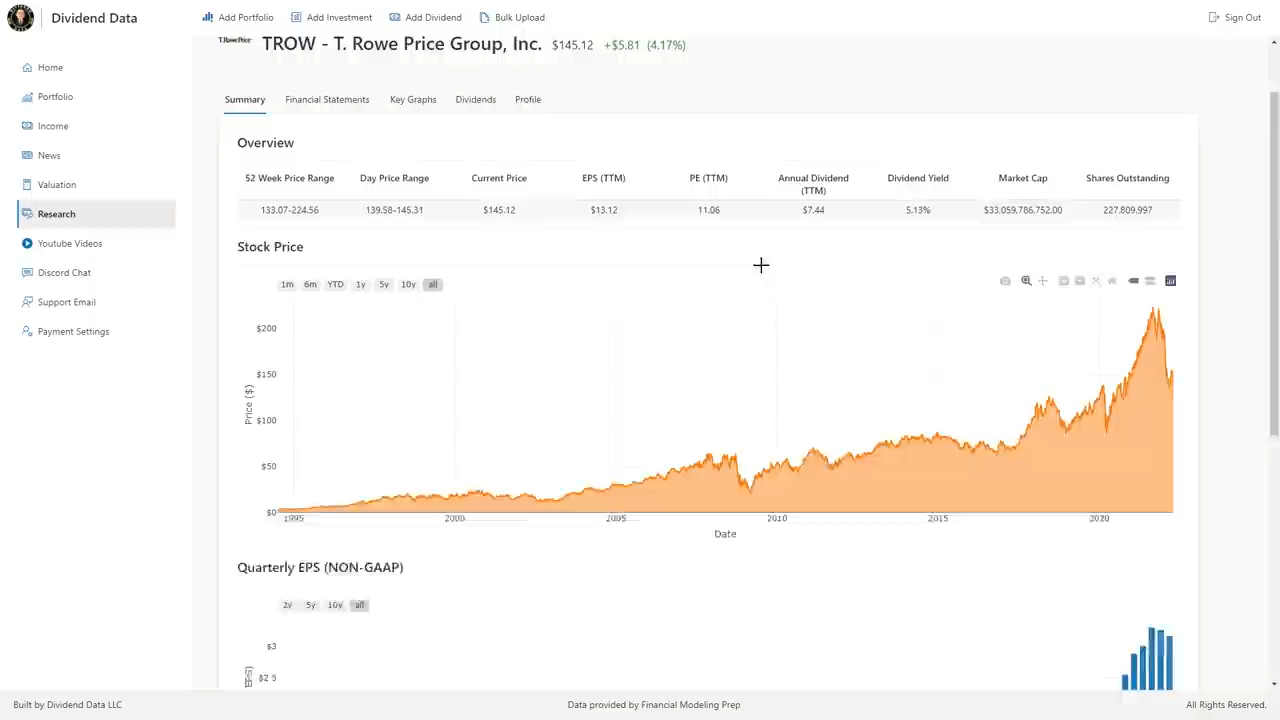 Dividend Data
Add Portfolio
Add Investment
Add Dividend
Bulk Upload
Sign Out
T.RowePrice
TROW - T. Rowe Price Group, Inc. $145.12 +$5.81 (4.17%)
Home
Portfolio
Income
News
Valuation
Research
Youtube Videos
Discord Chat
Support Email
Payment Settings
Summary
Financial Statements
Key Graphs
Dividends
Profile
Overview
52 Week Price Range Day Price Range Current Price EPS (TTM) PE (TTM) Annual Dividend (TTM) Dividend Yield Market Cap Shares Outstanding
133.07-224.56 139.58-145.31 $145.12 $13.12 11.06 $7.44 5.13% $33,059,786,752.00 227,809,997
Stock Price
1m 6m YTD 1y 5y 10y all
$200
$150
$100
$50
$0
Price ($)
1995 2000 2005 2010 2015 2020
Date
Quarterly EPS (NON-GAAP)
2y 5y 10y all
$3
$2.5
Built by Dividend Data LLC
Data provided by Financial Modeling Prep
All Rights Reserved.